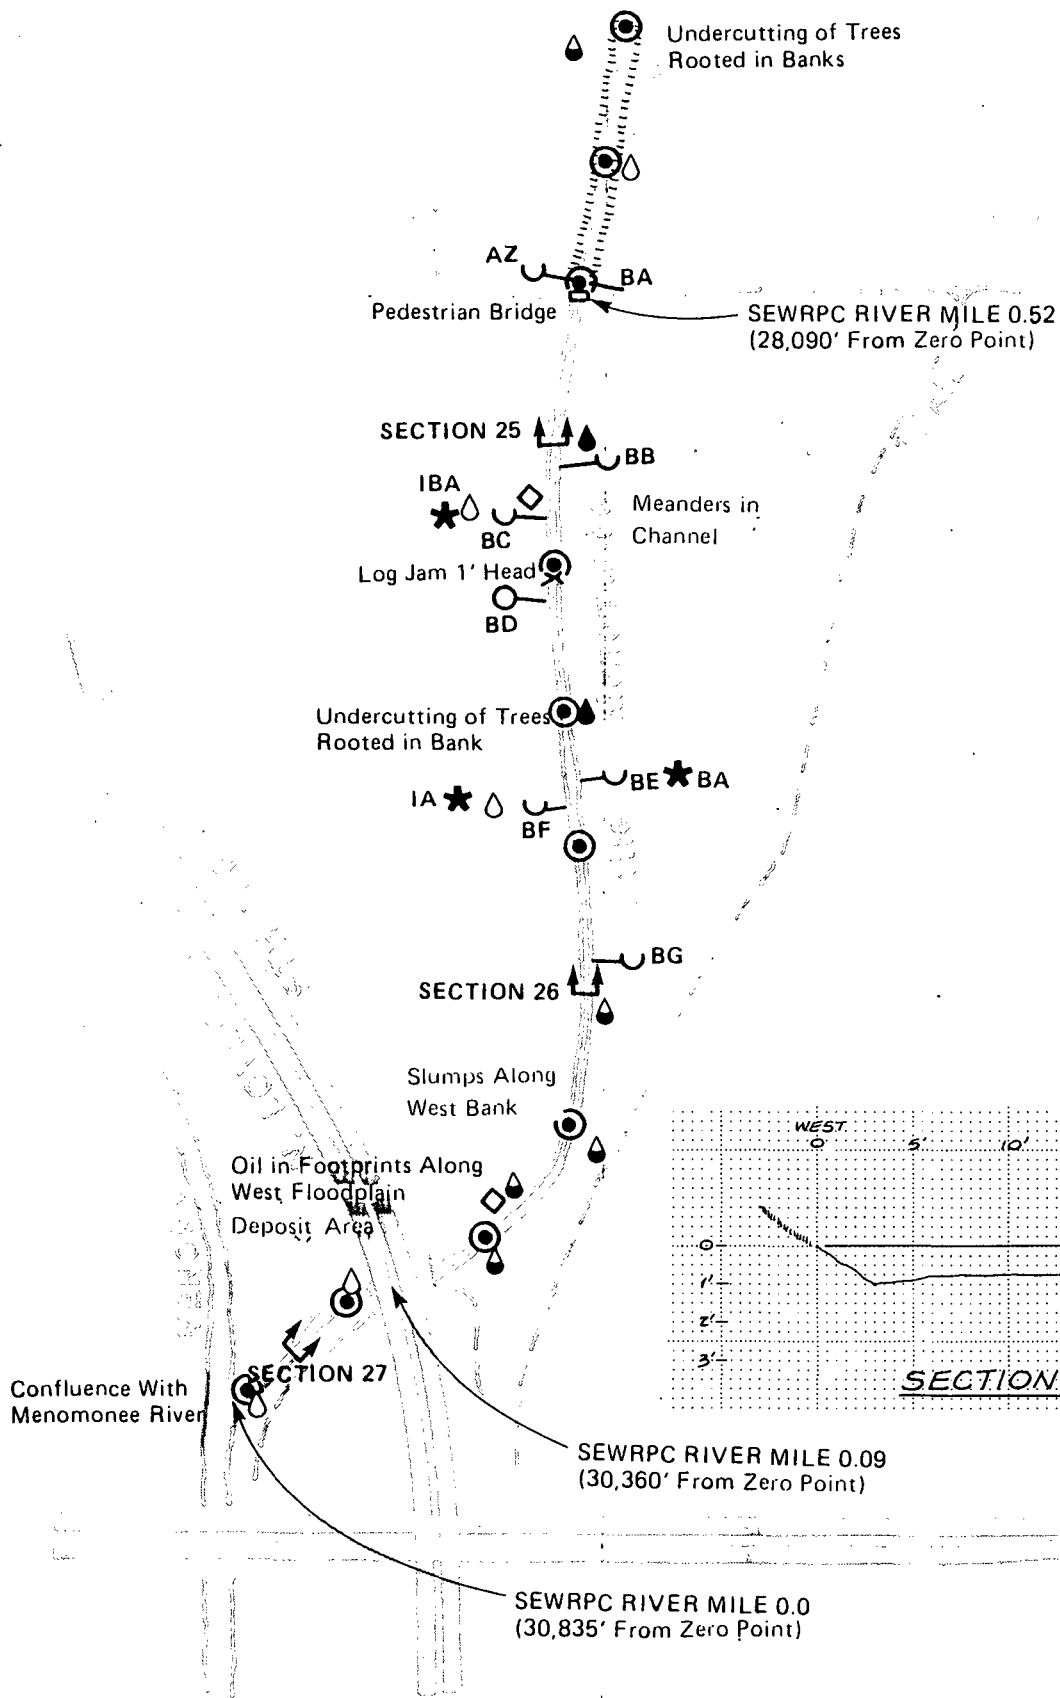 Undercutting of Trees
Rooted in Banks
AZ
BA
Pedestrian Bridge
SEWRPC RIVER MILE 0.52
(28,090' From Zero Point)
SECTION 25
BB
IBA
BC
Meanders in
Channel
Log Jam 1' Head
BD
Undercutting of Trees
Rooted in Bank
BE
BA
IA
BF
BG
SECTION 26
Slumps Along
West Bank
WEST
0 5' 10'
0
1'
2'
3'
SECTION
Oil in Footprints Along
West Floodplain
Deposit Area
SECTION 27
Confluence With
Menomonee River
SEWRPC RIVER MILE 0.09
(30,360' From Zero Point)
SEWRPC RIVER MILE 0.0
(30,835' From Zero Point)